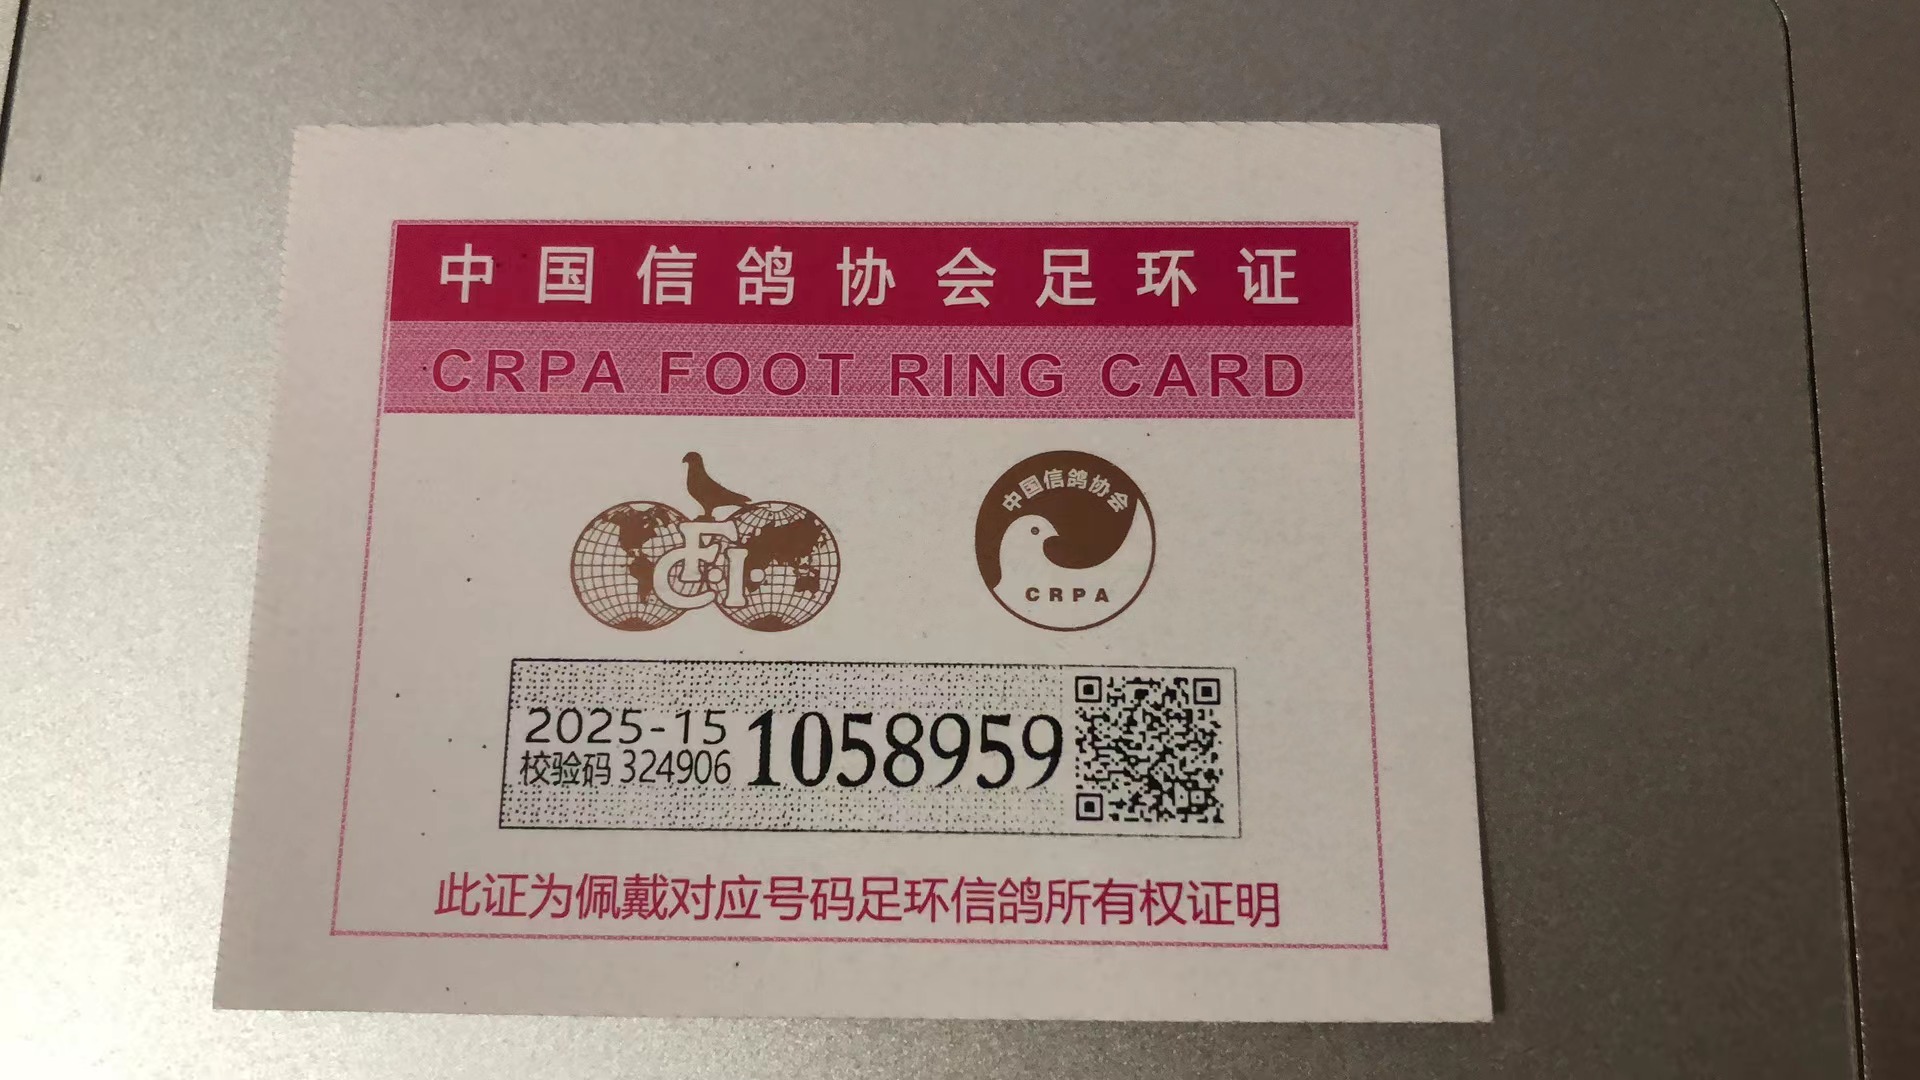 中国信鸽协会足环证
CRPA FOOT RING CARD
FCI
中国信鸽协会
CRPA
2025-15 1058959
校验码 324906
此证为佩戴对应号码足环信鸽所有权证明